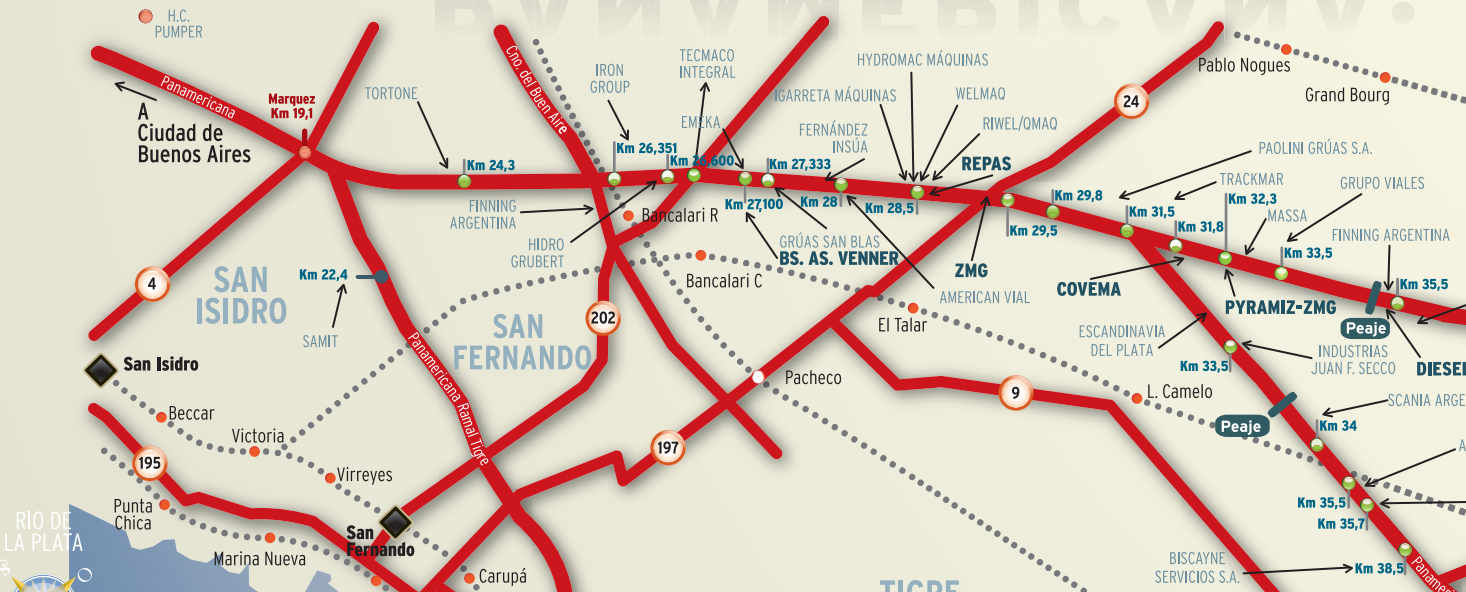 PANAMERICANA.
H.C.
PUMPER
Panamericana
A
Ciudad de
Buenos Aires
Marquez
Km 19,1
TORTONE
Km 24,3
Cno. del Buen Aire
IRON
GROUP
Km 26,351
TECMACO
INTEGRAL
Km 26,600
EMEKA
Km 27,333
Km 27,100
HYDROMAC MÁQUINAS
IGARRETA MÁQUINAS
WELMAQ
FERNÁNDEZ
INSÚA
RIWEL/QMAQ
REPAS
Km 28
Km 28,5
24
Pablo Nogues
Grand Bourg
PAOLINI GRÚAS S.A.
TRACKMAR
GRUPO VIALES
Km 29,8
Km 29,5
Km 31,5
Km 31,8
Km 32,3
MASSA
Km 33,5
FINNING ARGENTINA
Km 35,5
FINNING
ARGENTINA
Bancalari R
HIDRO
GRUBERT
GRÚAS SAN BLAS
BS. AS. VENNER
ZMG
AMERICAN VIAL
COVEMA
PYRAMIZ-ZMG
Peaje
4
SAN
ISIDRO
Km 22,4
SAMIT
Bancalari C
202
SAN
FERNANDO
El Talar
ESCANDINAVIA
DEL PLATA
Km 33,5
INDUSTRIAS
JUAN F. SECCO
San Isidro
Panamericana Ramal Tigre
Pacheco
9
L. Camelo
Peaje
Km 34
Beccar
Victoria
197
195
Virreyes
Punta
Chica
San
Fernando
Marina Nueva
Carupá
RIO DE
LA PLATA
S
O
TIGRE
Km 35,5
Km 35,7
BISCAYNE
SERVICIOS S.A.
Km 38,5